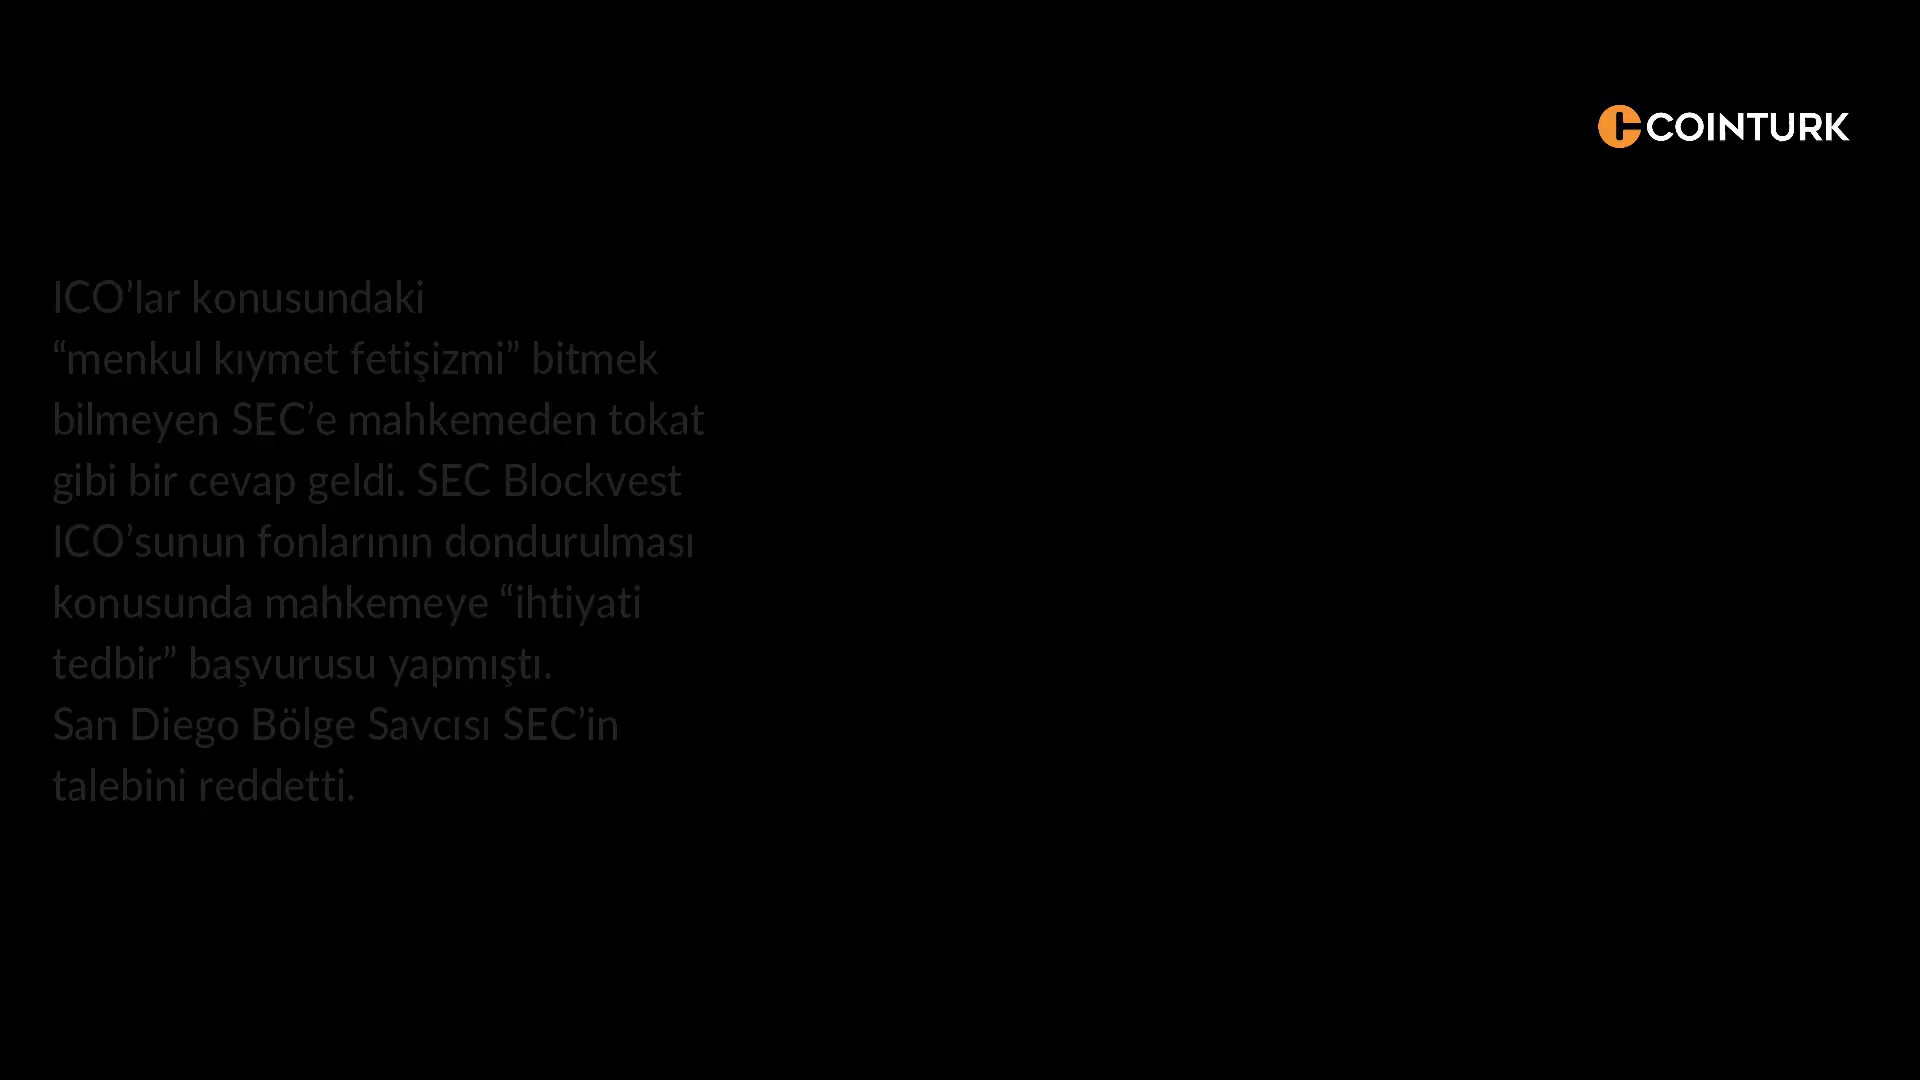 COINTURK
ICO’lar konusundaki
“menkul kıymet fetişizmi” bitmek
bilmeyen SEC’e mahkemeden tokat
gibi bir cevap geldi. SEC Blockvest
ICO’sunun fonlarının dondurulması
konusunda mahkemeye “ihtiyati
tedbir” başvurusu yapmıştı.
San Diego Bölge Savcısı SEC’in
talebini reddetti.